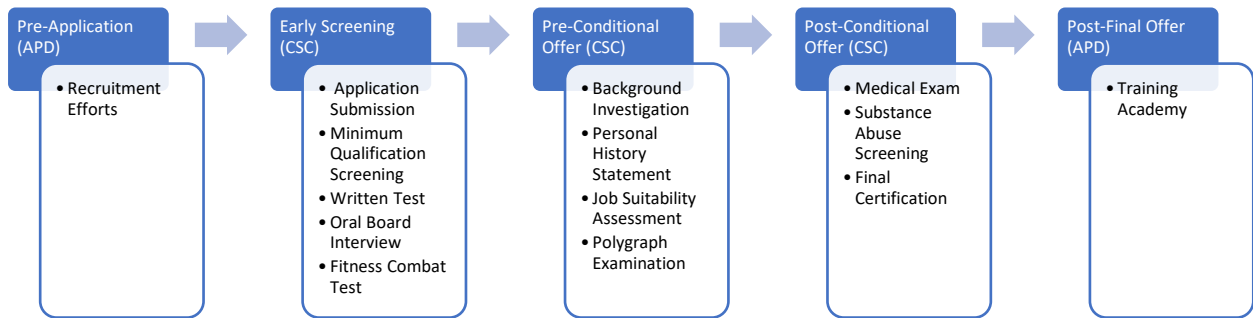 Pre-Application
(APD)
• Recruitment
Efforts
Early Screening
(CSC)
• Application
Submission
• Minimum
Qualification
Screening
• Written Test
• Oral Board
Interview
• Fitness Combat
Test
Pre-Conditional
Offer (CSC)
• Background
Investigation
• Personal
History
Statement
• Job Suitability
Assessment
• Polygraph
Examination
Post-Conditional
Offer (CSC)
• Medical Exam
• Substance
Abuse
Screening
• Final
Certification
Post-Final Offer
(APD)
• Training
Academy